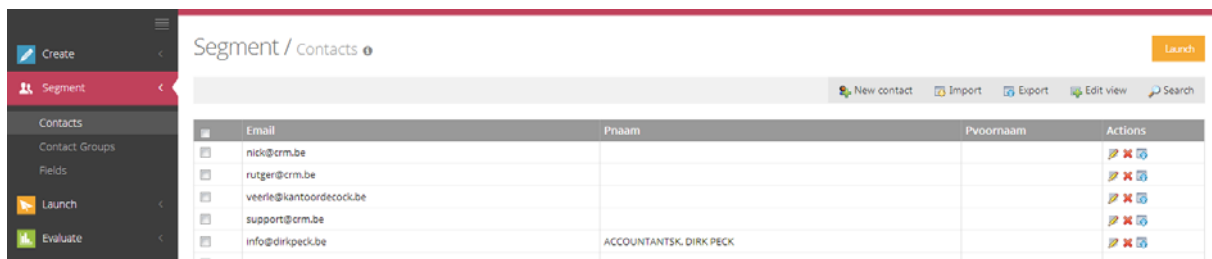 Segment / Contacts
Launch
Create
Segment
Contacts
Contact Groups
Fields
Launch
Evaluate
New contact Import Export Edit view Search
Email Pnaam Pvoornaam Actions
nick@crm.be
rutger@crm.be
veerle@kantoordecock.be
support@crm.be
info@dirkpeck.be ACCOUNTANTSK. DIRK PECK